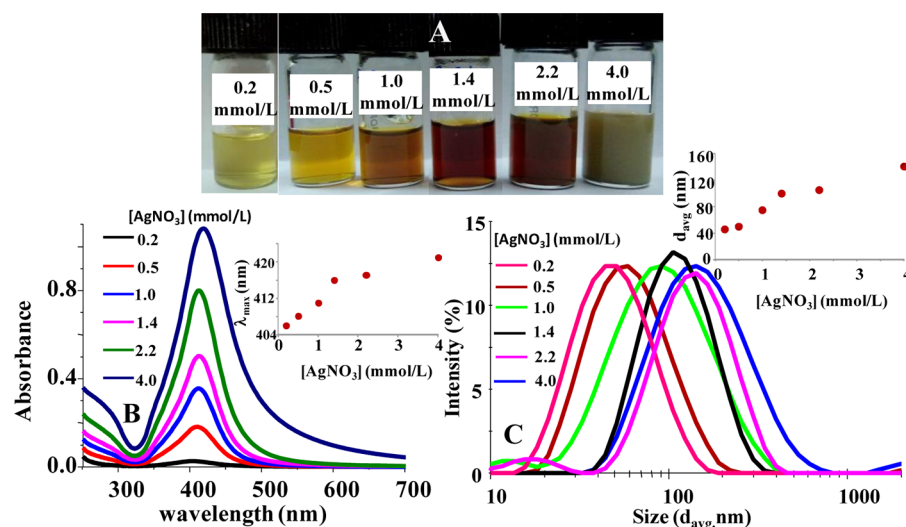 A
0.2
mmol/L
0.5
mmol/L
1.0
mmol/L
1.4
mmol/L
2.2
mmol/L
4.0
mmol/L
[AgNO3] (mmol/L)
0.2
0.5
1.0
1.4
2.2
4.0
B
Absorbance
0.8
0.4
0.0
300 400 500 600 700
wavelength (nm)
λmax (nm)
420
412
404
0 1 2 3 4
[AgNO3] (mmol/L)
[AgNO3] (mmol/L)
0.2
0.5
1.0
1.4
2.2
4.0
C
Intensity (%)
15
12
9
6
3
0
10 100 1000
Size (davg,nm)
davg (nm)
160
120
80
40
0
0 1 2 3 4
[AgNO3] (mmol/L)